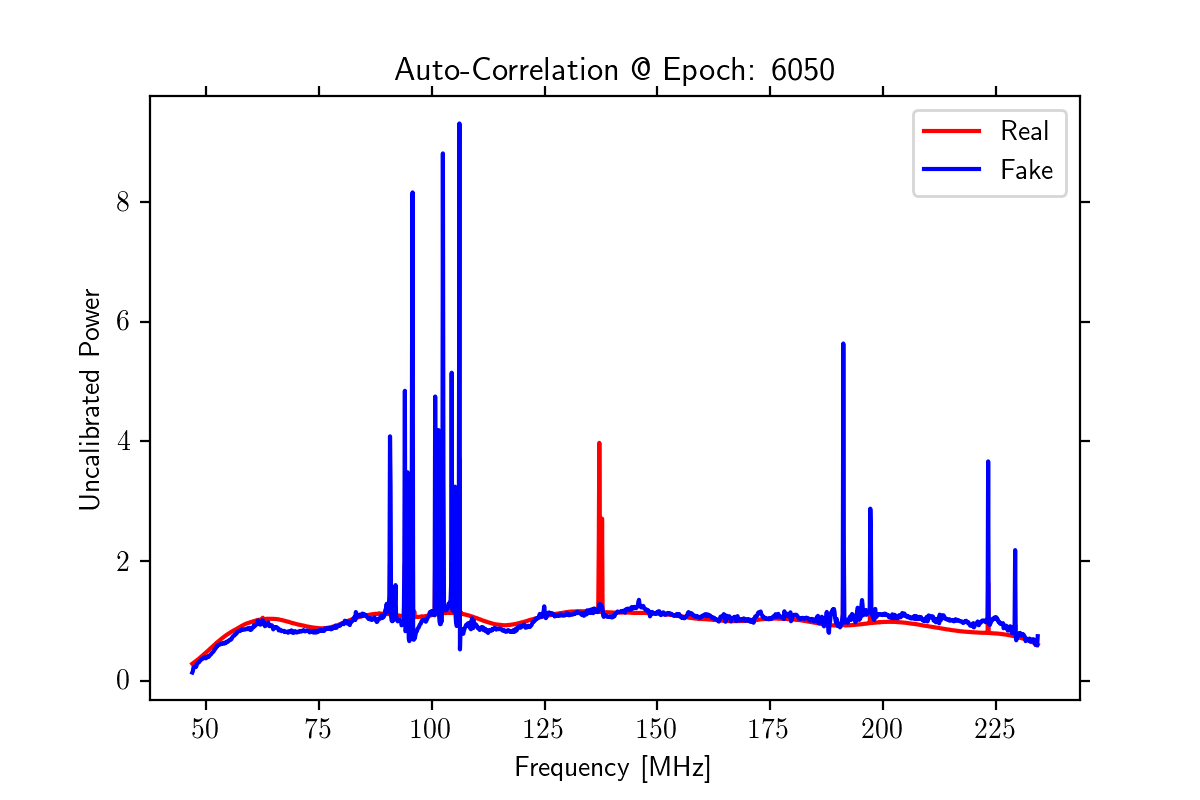 Auto-Correlation @ Epoch: 6050
Real
Fake
Uncalibrated Power
8
6
4
2
0
50 75 100 125 150 175 200 225
Frequency [MHz]